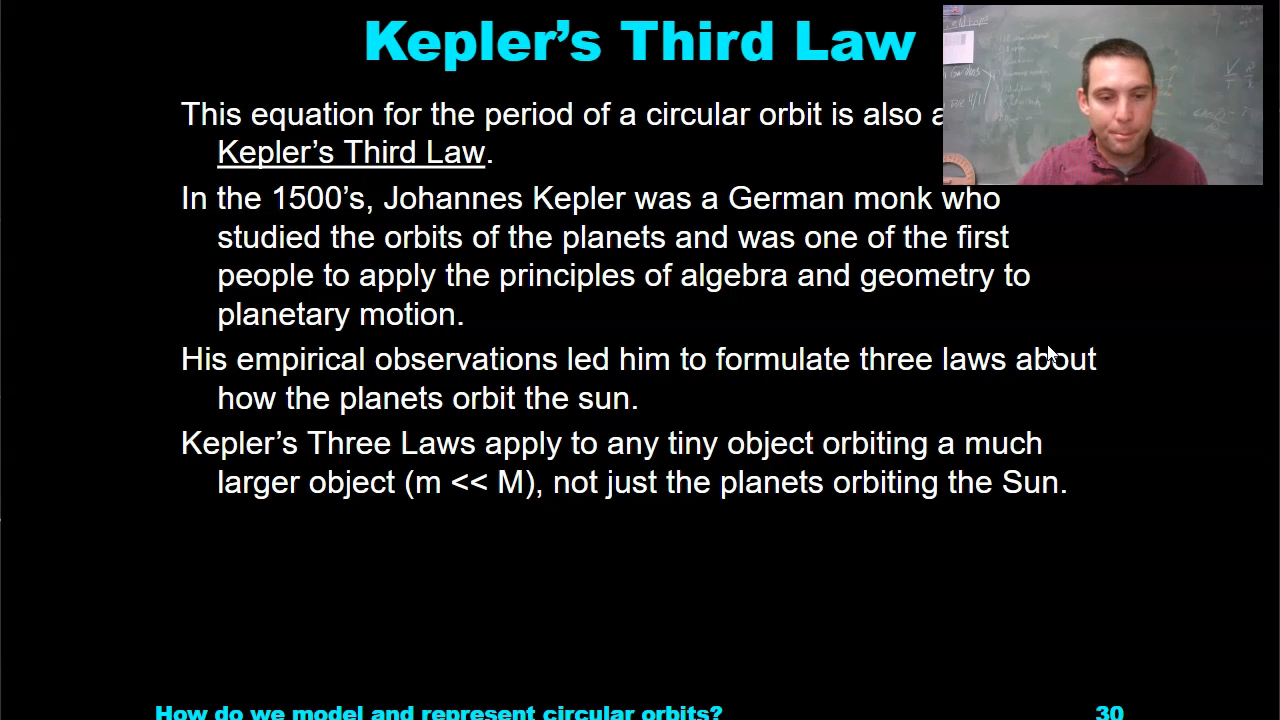 Kepler's Third Law
This equation for the period of a circular orbit is also a
Kepler's Third Law.
In the 1500's, Johannes Kepler was a German monk who
studied the orbits of the planets and was one of the first
people to apply the principles of algebra and geometry to
planetary motion.
His empirical observations led him to formulate three laws about
how the planets orbit the sun.
Kepler's Three Laws apply to any tiny object orbiting a much
larger object (m << M), not just the planets orbiting the Sun.
How do we model and represent circular orbits?
30